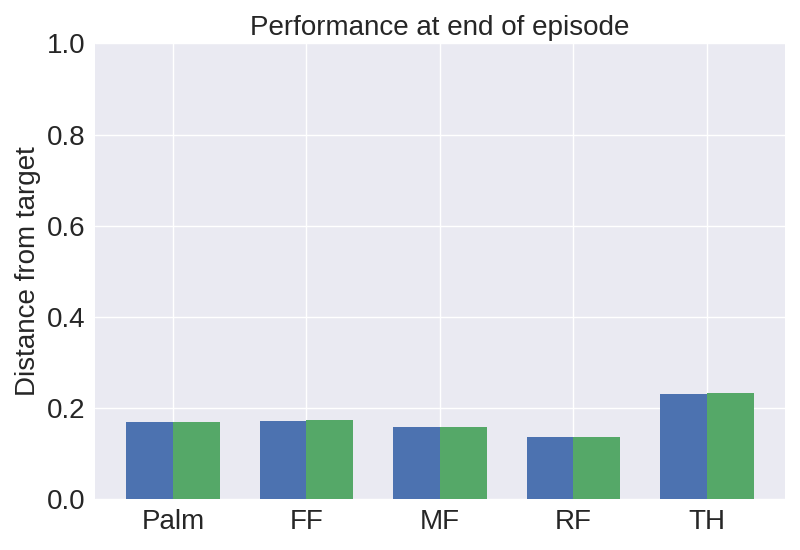 Performance at end of episode
Distance from target
1.0
0.8
0.6
0.4
0.2
0.0
Palm FF MF RF TH